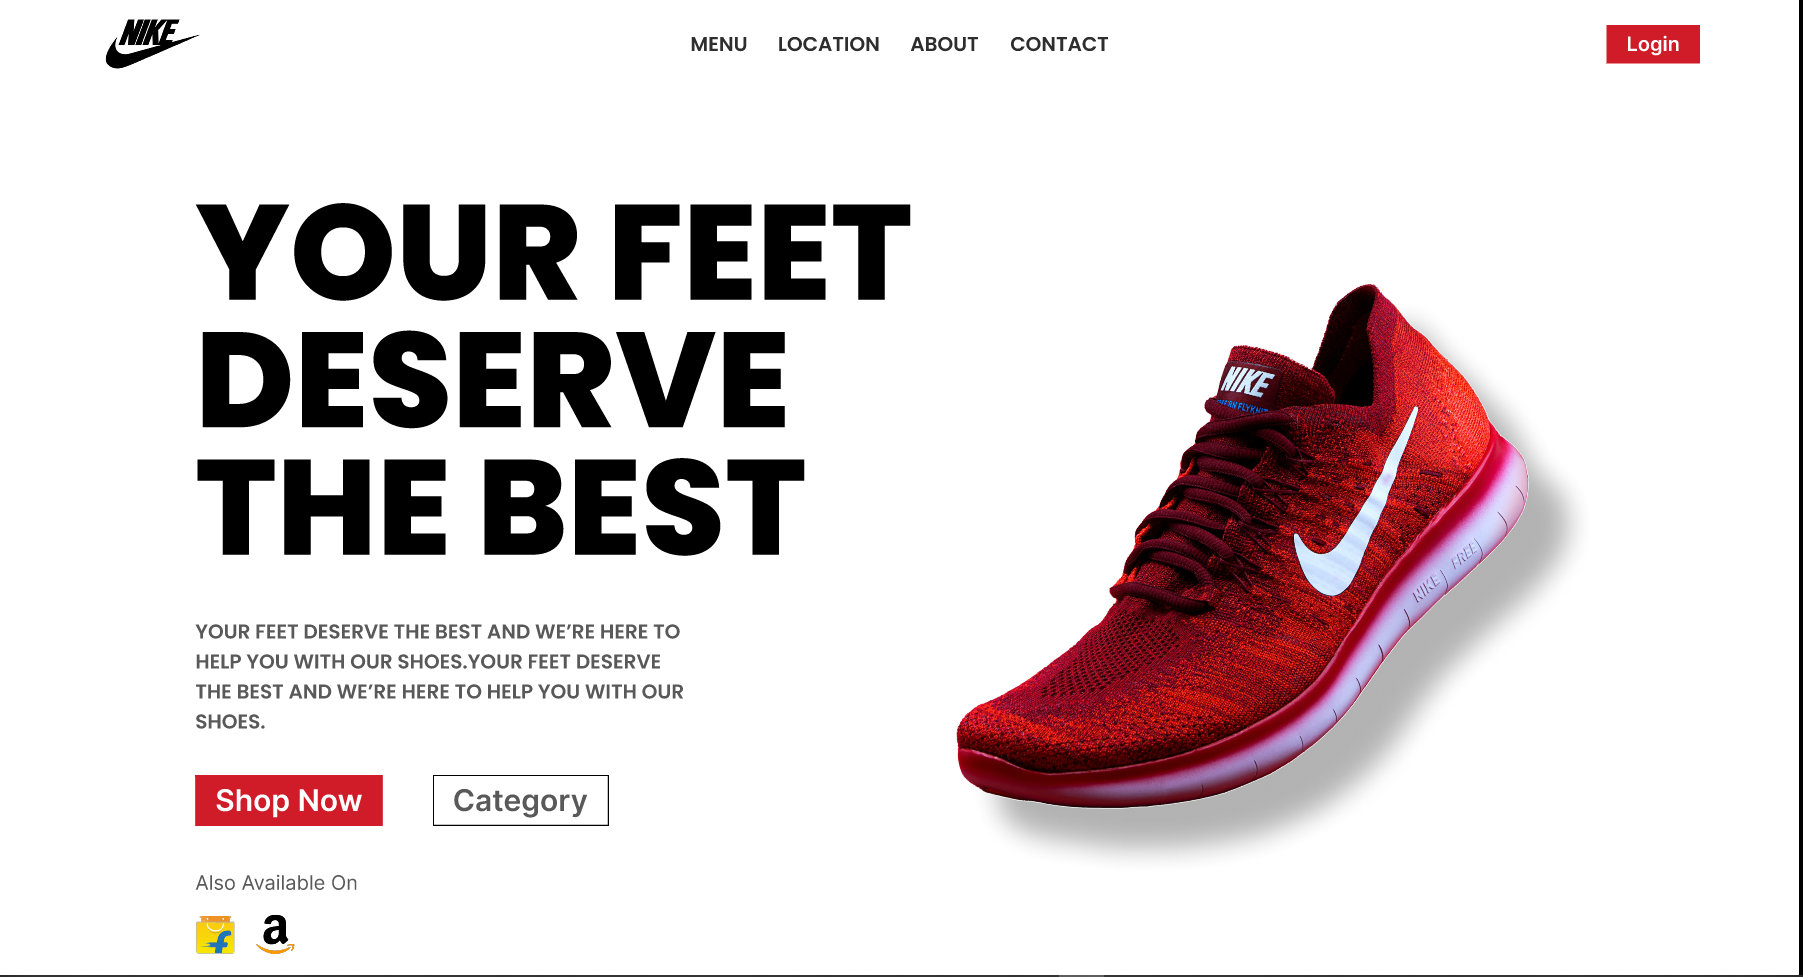 NIKE
MENU LOCATION ABOUT CONTACT
Login
YOUR FEET
DESERVE
THE BEST
NIKE
NIKE FREE
YOUR FEET DESERVE THE BEST AND WE’RE HERE TO
HELP YOU WITH OUR SHOES.YOUR FEET DESERVE
THE BEST AND WE’RE HERE TO HELP YOU WITH OUR
SHOES.
Shop Now
Category
Also Available On
f
a